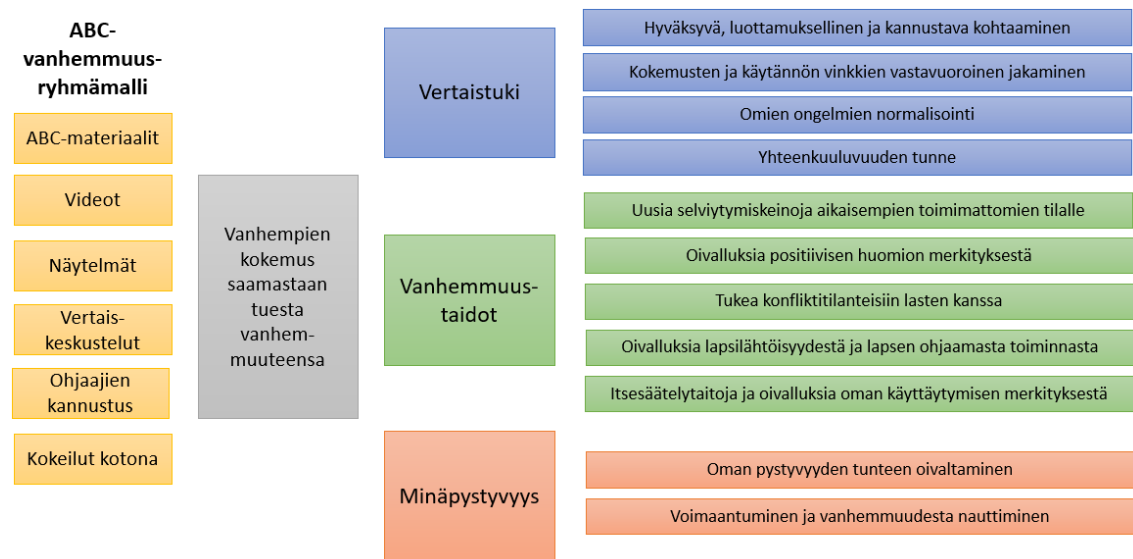 ABC-
vanhemmuus-
ryhmämalli
ABC-materiaalit
Videot
Näytelmät
Vertais-
keskustelut
Ohjaajien
kannustus
Kokeilut kotona
Vanhempien
kokemus
saamastaan
tuesta
vanhem-
muuteensa
Vertaistuki
Hyväksyvä, luottamuksellinen ja kannustava kohtaaminen
Kokemusten ja käytännön vinkkien vastavuoroinen jakaminen
Omien ongelmien normalisointi
Yhteenkuuluvuuden tunne
Vanhemmuus-
taidot
Uusia selviytymiskeinoja aikaisempien toimimattomien tilalle
Oivalluksia positiivisen huomion merkityksestä
Tukea konfliktitilanteisiin lasten kanssa
Oivalluksia lapsilähtöisyydestä ja lapsen ohjaamasta toiminnasta
Itsesäätelytaitoja ja oivalluksia oman käyttäytymisen merkityksestä
Minäpystyvyys
Oman pystyvyyden tunteen oivaltaminen
Voimaantuminen ja vanhemmuudesta nauttiminen